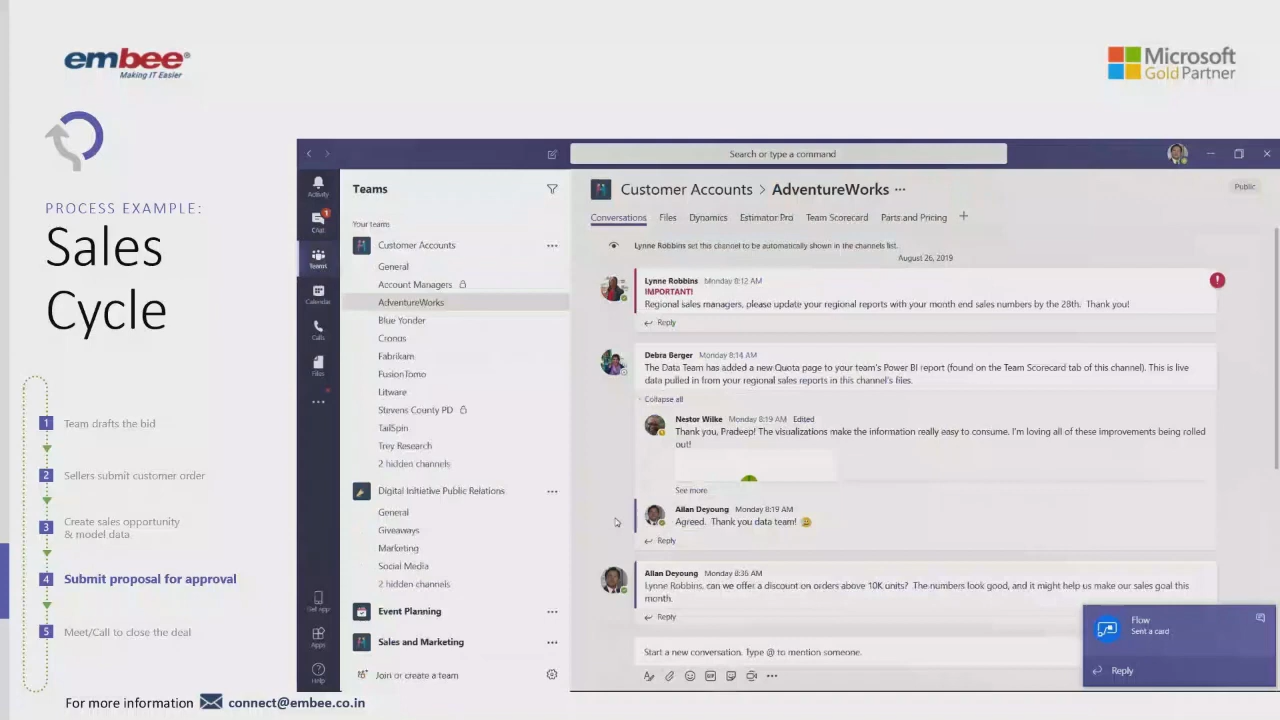 embee®
Making IT Easier
Microsoft
Gold Partner
PROCESS EXAMPLE:
Sales
Cycle
1 Team drafts the bid
2 Sellers submit customer order
3 Create sales opportunity
& model data
4 Submit proposal for approval
5 Meet/Call to close the deal
For more information connect@embee.co.in
Search or type a command
Activity
Chat
1
Teams
Calendar
Calls
Files
Get app
Apps
Help
Teams
Your teams
Customer Accounts
General
Account Managers
AdventureWorks
Blue Yonder
Cronos
Fabrikam
FusionTomo
Litware
Stevens County PD
TailSpin
Trey Research
2 hidden channels
Digital Initiative Public Relations
General
Giveaways
Marketing
Social Media
2 hidden channels
Event Planning
Sales and Marketing
Join or create a team
Customer Accounts > AdventureWorks ···
Public
Conversations Files Dynamics Estimator Pro Team Scorecard Parts and Pricing +
Lynne Robbins set this channel to be automatically shown in the channels list.
August 26, 2019
Lynne Robbins Monday 8:12 AM
IMPORTANT!
Regional sales managers, please update your regional reports with your month end sales numbers by the 28th. Thank you!
Reply
Debra Berger Monday 8:14 AM
The Data Team has added a new Quota page to your team's Power BI report (found on the Team Scorecard tab of this channel). This is live
data pulled in from your regional sales reports in this channel's files.
Collapse all
Nestor Wilke Monday 8:19 AM Edited
Thank you, Pradeep! The visualizations make the information really easy to consume. I'm loving all of these improvements being rolled
out!
See more
Allan Deyoung Monday 8:19 AM
Agreed. Thank you data team! 😀
Reply
Allan Deyoung Monday 8:36 AM
Lynne Robbins, can we offer a discount on orders above 10K units? The numbers look good, and it might help us make our sales goal this
month.
Reply
Start a new conversation. Type @ to mention someone.
Flow
Sent a card
Reply